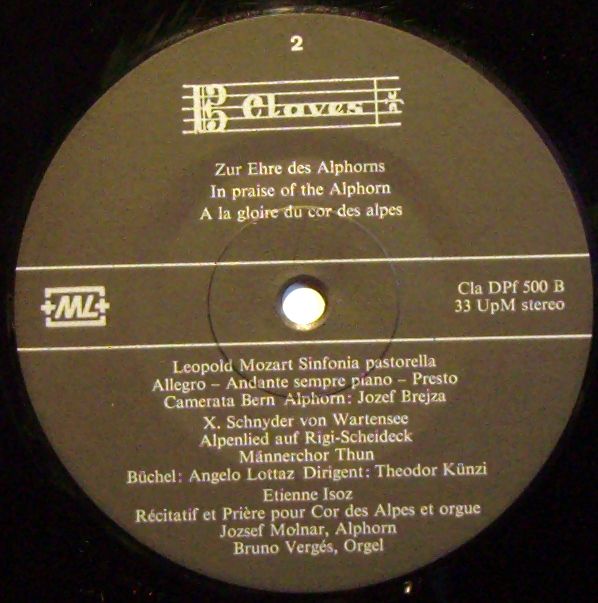 2
Claves
Zur Ehre des Alphorns
In praise of the Alphorn
A la gloire du cor des alpes
+ML+
Cla DPf 500 B
33 UpM stereo
Leopold Mozart Sinfonia pastorella
Allegro – Andante sempre piano – Presto
Camerata Bern Alphorn: Jozef Brejza
X. Schnyder von Wartensee
Alpenlied auf Rigi-Scheideck
Männerchor Thun
Büchel: Angelo Lottaz Dirigent: Theodor Künzi
Etienne Isoz
Récitatif et Prière pour Cor des Alpes et orgue
Jozsef Molnar, Alphorn
Bruno Vergés, Orgel